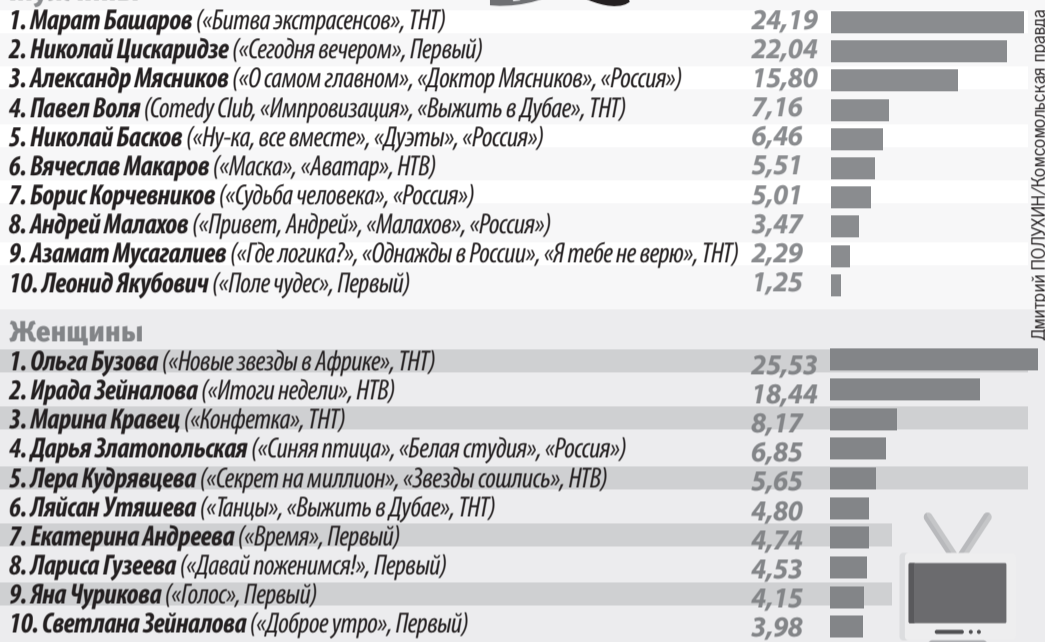 1. Марат Башаров («Битва экстрасенсов», ТНТ) 24,19
2. Николай Цискаридзе («Сегодня вечером», Первый) 22,04
3. Александр Мясников («О самом главном», «Доктор Мясников», «Россия») 15,80
4. Павел Воля (Comedy Club, «Импровизация», «Выжить в Дубае», ТНТ) 7,16
5. Николай Басков («Ну-ка, все вместе», «Дуэты», «Россия») 6,46
6. Вячеслав Макаров («Маска», «Аватар», НТВ) 5,51
7. Борис Корчевников («Судьба человека», «Россия») 5,01
8. Андрей Малахов («Привет, Андрей», «Малахов», «Россия») 3,47
9. Азамат Мусагалиев («Где логика?», «Однажды в России», «Я тебе не верю», ТНТ) 2,29
10. Леонид Якубович («Поле чудес», Первый) 1,25
Женщины
1. Ольга Бузова («Новые звезды в Африке», ТНТ) 25,53
2. Ирада Зейналова («Итоги недели», НТВ) 18,44
3. Марина Кравец («Конфетка», ТНТ) 8,17
4. Дарья Златопольская («Синяя птица», «Белая студия», «Россия») 6,85
5. Лера Кудрявцева («Секрет на миллион», «Звезды сошлись», НТВ) 5,65
6. Ляйсан Утяшева («Танцы», «Выжить в Дубае», ТНТ) 4,80
7. Екатерина Андреева («Время», Первый) 4,74
8. Лариса Гузеева («Давай поженимся!», Первый) 4,53
9. Яна Чурикова («Голос», Первый) 4,15
10. Светлана Зейналова («Доброе утро», Первый) 3,98
Дмитрий ПОЛУХИН/Комсомольская правда